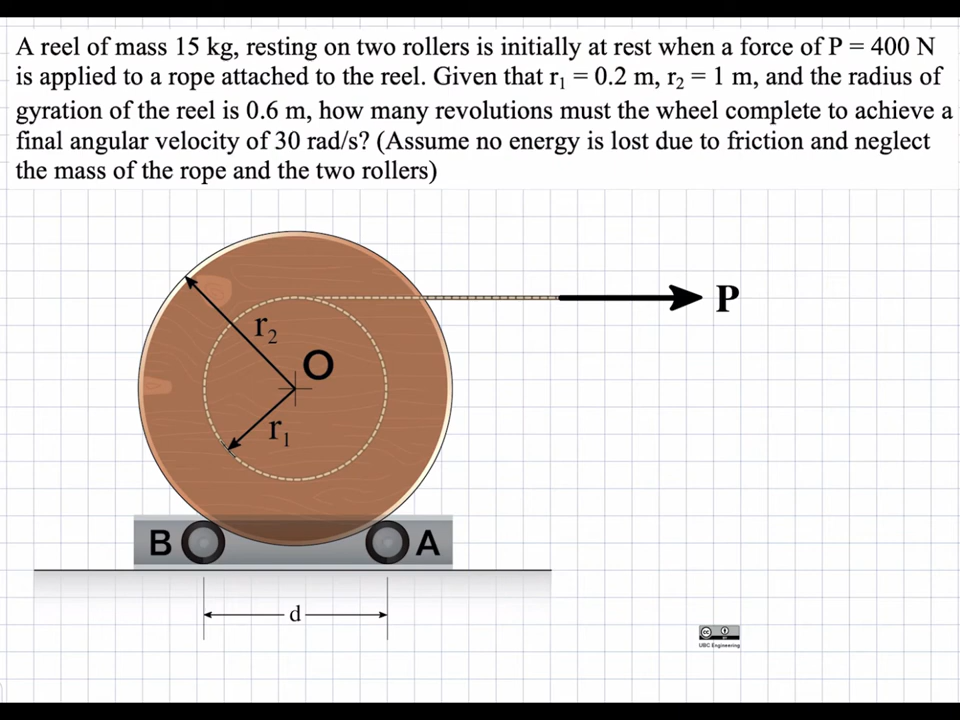 A reel of mass 15 kg, resting on two rollers is initially at rest when a force of P = 400 N
is applied to a rope attached to the reel. Given that r₁ = 0.2 m, r₂ = 1 m, and the radius of
gyration of the reel is 0.6 m, how many revolutions must the wheel complete to achieve a
final angular velocity of 30 rad/s? (Assume no energy is lost due to friction and neglect
the mass of the rope and the two rollers)
P
r₂
O
r₁
B
A
d
cc
UBC Engineering